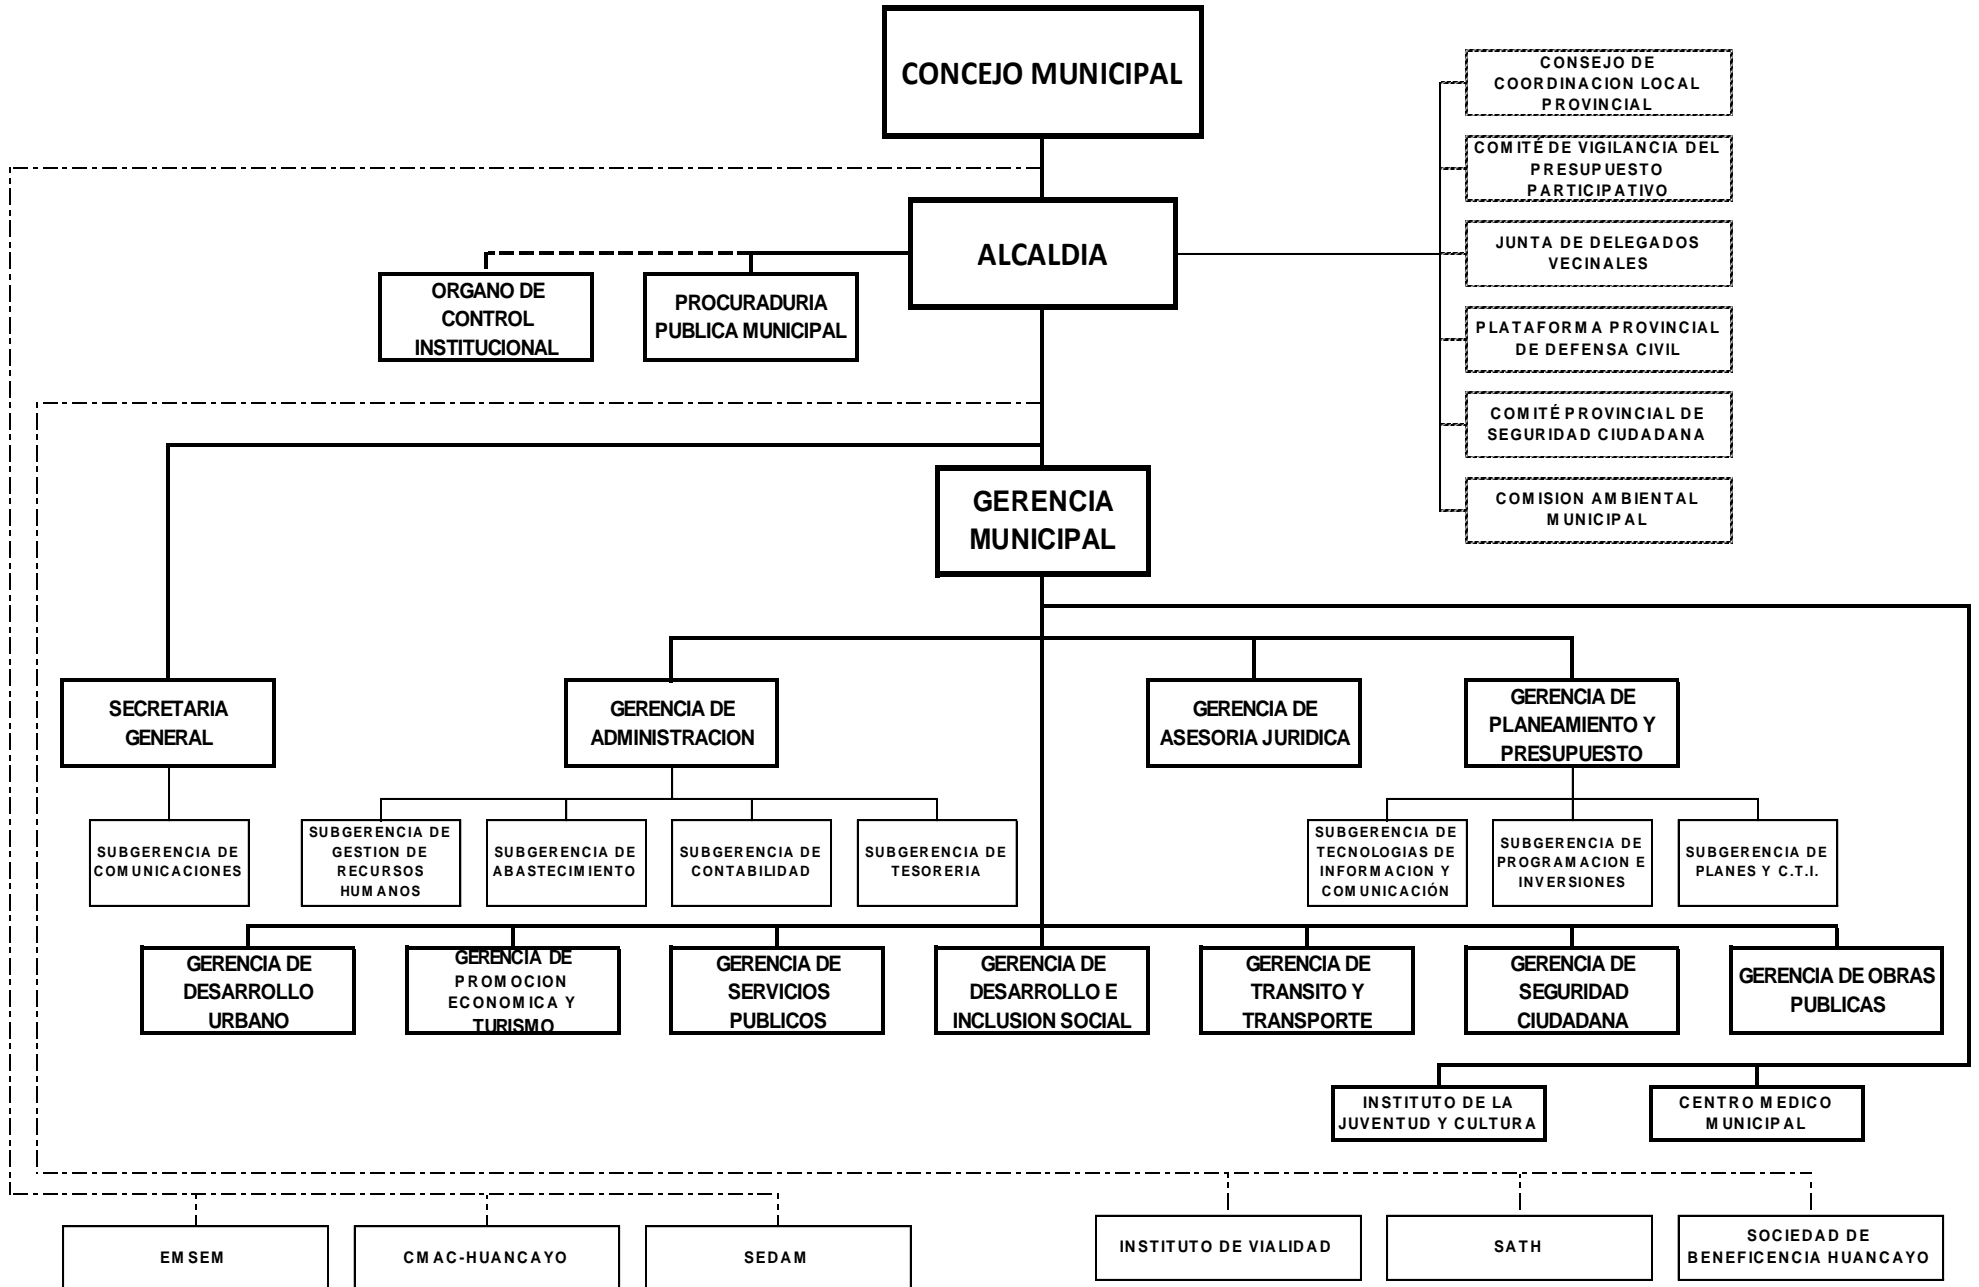 CONCEJO MUNICIPAL
CONSEJO DE
COORDINACION LOCAL
PROVINCIAL
COMITÉ DE VIGILANCIA DEL
PRESUPUESTO
PARTICIPATIVO
JUNTA DE DELEGADOS
VECINALES
PLATAFORMA PROVINCIAL
DE DEFENSA CIVIL
COMITÉ PROVINCIAL DE
SEGURIDAD CIUDADANA
COMISION AMBIENTAL
MUNICIPAL
ALCALDIA
ORGANO DE
CONTROL
INSTITUCIONAL
PROCURADURIA
PUBLICA MUNICIPAL
GERENCIA
MUNICIPAL
SECRETARIA
GENERAL
GERENCIA DE
ADMINISTRACION
GERENCIA DE
ASESORIA JURIDICA
GERENCIA DE
PLANEAMIENTO Y
PRESUPUESTO
SUBGERENCIA DE
COMUNICACIONES
SUBGERENCIA DE
GESTION DE
RECURSOS
HUMANOS
SUBGERENCIA DE
ABASTECIMIENTO
SUBGERENCIA DE
CONTABILIDAD
SUBGERENCIA DE
TESORERIA
SUBGERENCIA DE
TECNOLOGIAS DE
INFORMACION Y
COMUNICACIÓN
SUBGERENCIA DE
PROGRAMACION E
INVERSIONES
SUBGERENCIA DE
PLANES Y C.T.I.
GERENCIA DE
DESARROLLO
URBANO
GERENCIA DE
PROMOCION
ECONOMICA Y
TURISMO
GERENCIA DE
SERVICIOS
PUBLICOS
GERENCIA DE
DESARROLLO E
INCLUSION SOCIAL
GERENCIA DE
TRANSITO Y
TRANSPORTE
GERENCIA DE
SEGURIDAD
CIUDADANA
GERENCIA DE OBRAS
PUBLICAS
INSTITUTO DE LA
JUVENTUD Y CULTURA
CENTRO MEDICO
MUNICIPAL
EMSEM
CMAC-HUANCAYO
SEDAM
INSTITUTO DE VIALIDAD
SATH
SOCIEDAD DE
BENEFICENCIA HUANCAYO